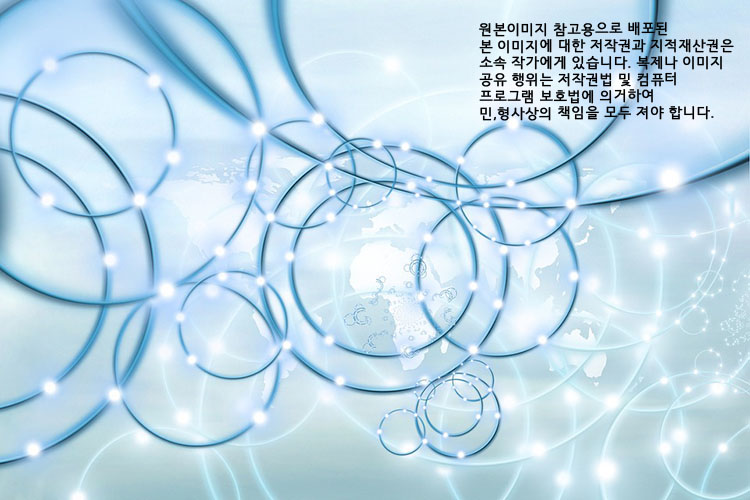 원본이미지 참고용으로 배포된
본 이미지에 대한 저작권과 지적재산권은
소속 작가에게 있습니다. 복제나 이미지
공유 행위는 저작권법 및 컴퓨터
프로그램 보호법에 의거하여
민,형사상의 책임을 모두 져야 합니다.